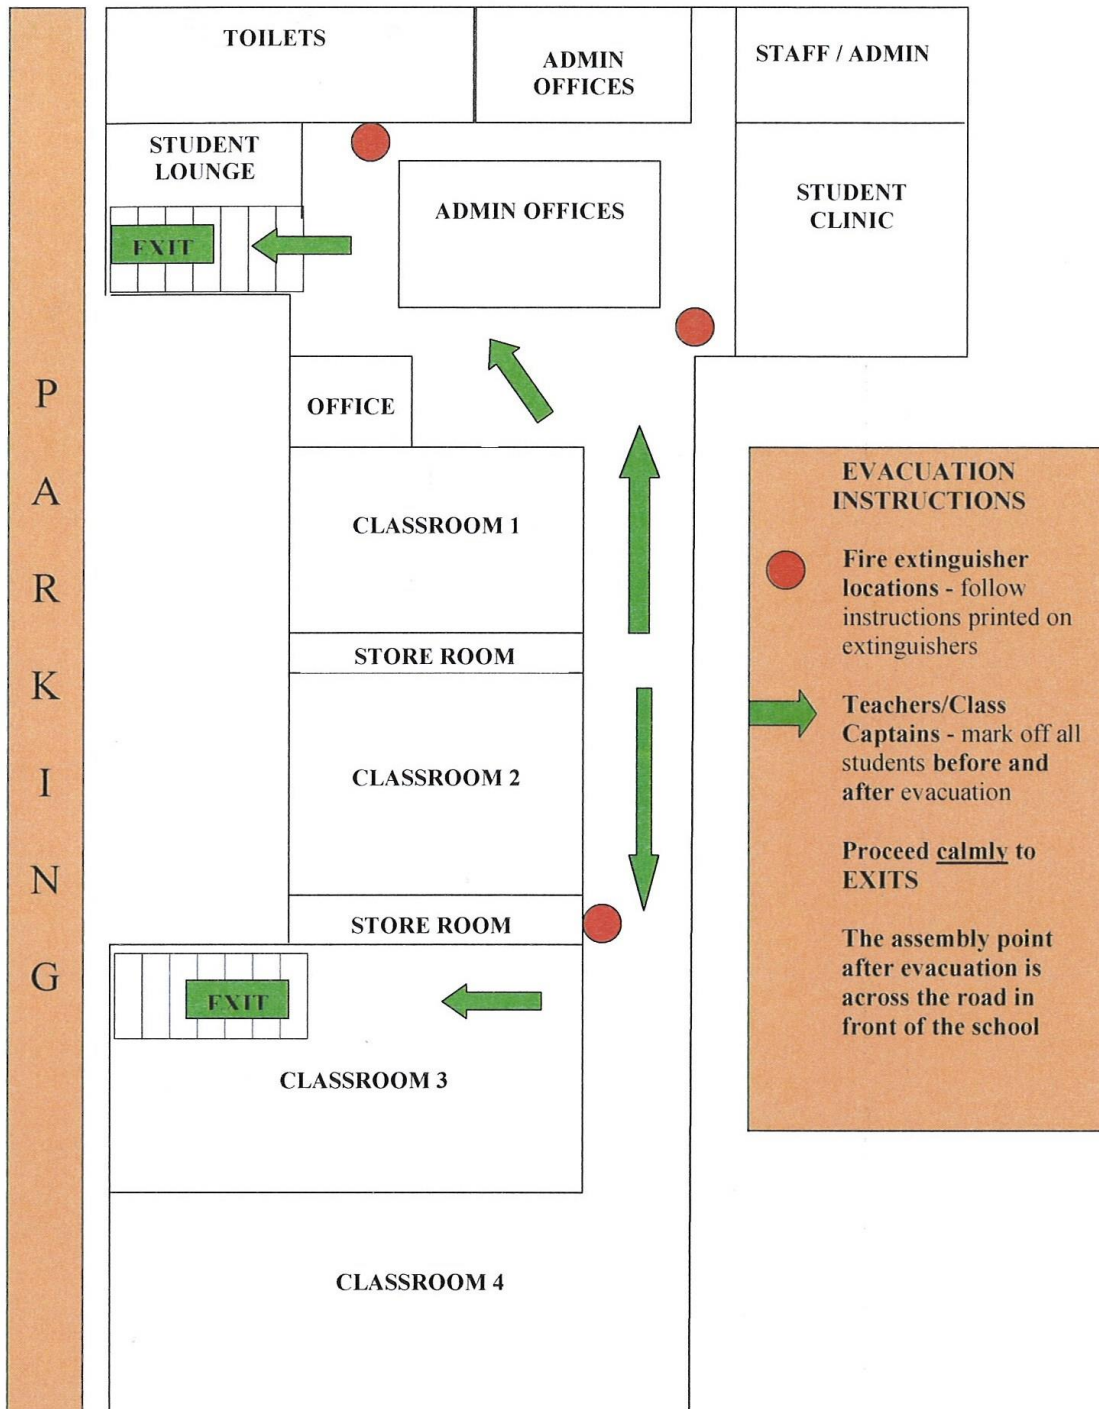 TOILETS
ADMIN
OFFICES
STAFF / ADMIN
STUDENT
LOUNGE
ADMIN OFFICES
STUDENT
CLINIC
EXIT
OFFICE
CLASSROOM 1
STORE ROOM
CLASSROOM 2
STORE ROOM
EXIT
CLASSROOM 3
CLASSROOM 4
PARKING
EVACUATION
INSTRUCTIONS
Fire extinguisher
locations - follow
instructions printed on
extinguishers
Teachers/Class
Captains - mark off all
students before and
after evacuation
Proceed calmly to
EXITS
The assembly point
after evacuation is
across the road in
front of the school